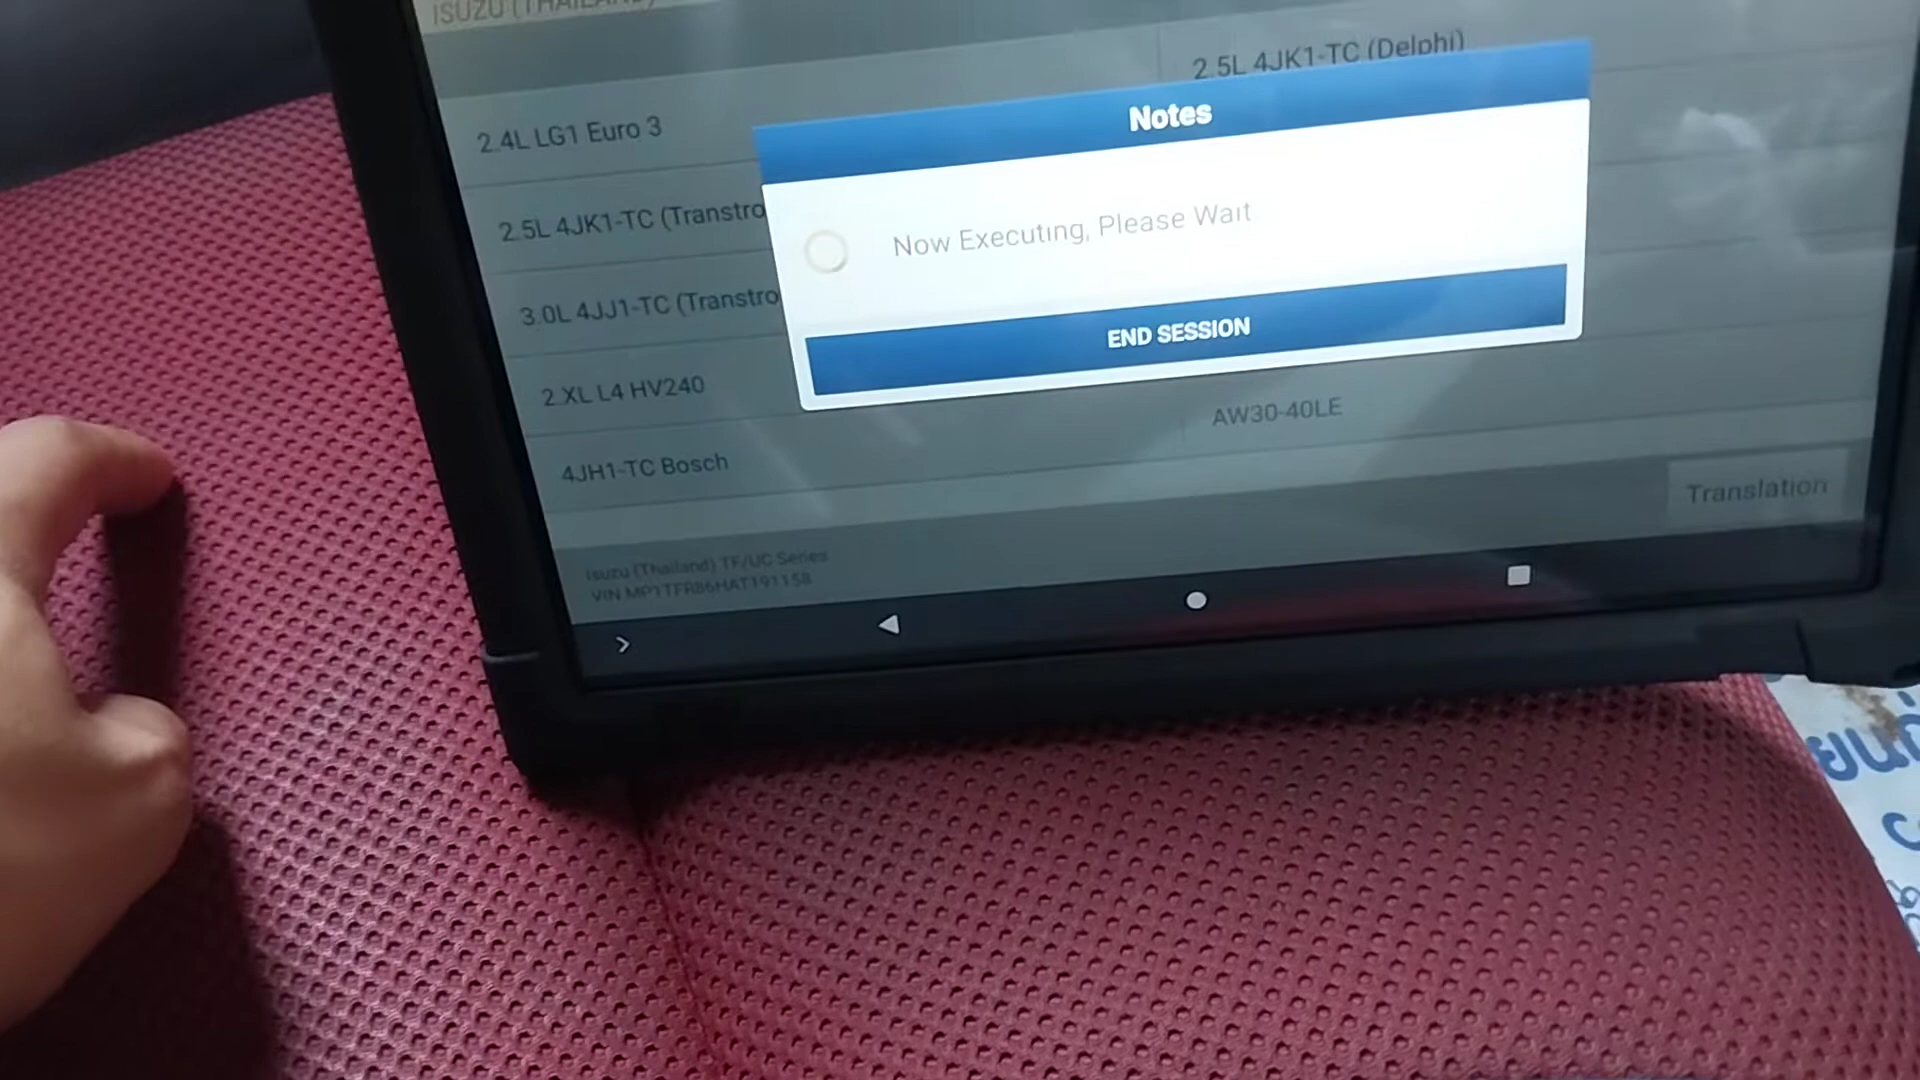 ISUZU (THAILAND)
2.5L 4JK1-TC (Delphi)
2.4L LG1 Euro 3
Notes
2.5L 4JK1-TC (Transtro
Now Executing, Please Wait
3.0L 4JJ1-TC (Transtro
END SESSION
2.XL L4 HV240
AW30-40LE
4JH1-TC Bosch
Translation
Isuzu (Thailand) TF/UC Series
VIN MP1TFR86HAT191158